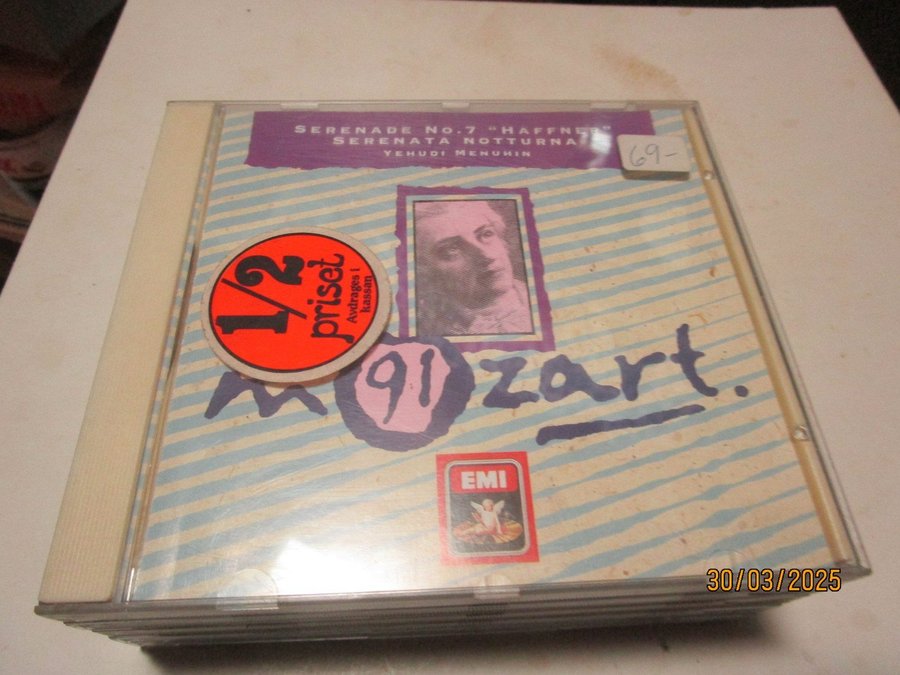 SERENADE NO.7 "HAFFNER"
SERENATA NOTTURNA
YEHUDI MENUHIN
69-
1/2
priset
Avdrages i
kassan
m91zart.
EMI
30/03/2025